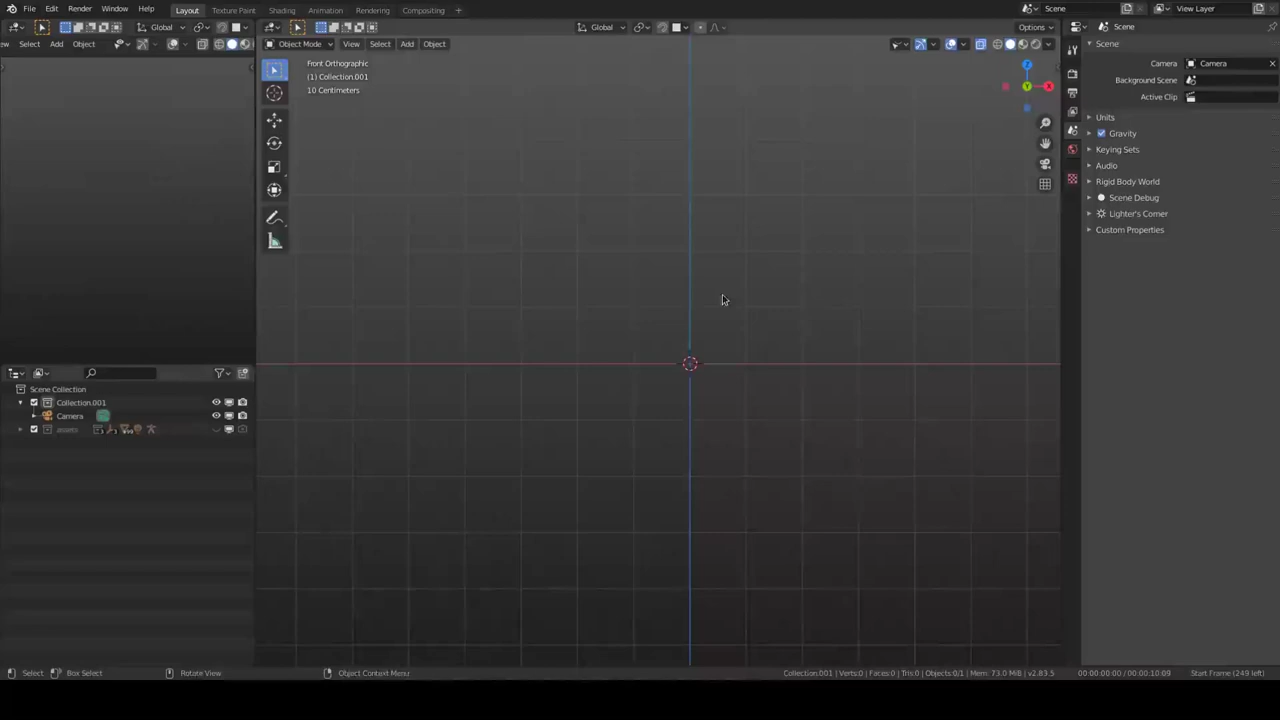 File Edit Render Window Help Layout Texture Paint Shading Animation Rendering Compositing + Scene View Layer
Global Global Options Scene
Select Add Object Object Mode View Select Add Object Scene
Front Orthographic
(1) Collection.001
10 Centimeters
Z
Y
X
Camera Camera
Background Scene
Active Clip
Units
Gravity
Keying Sets
Audio
Rigid Body World
Scene Debug
Lighter's Corner
Custom Properties
Scene Collection
Collection.001
Camera
assets
Select Box Select Rotate View Object Context Menu Collection.001 | Verts:0 | Faces:0 | Tris:0 | Objects:0/1 | Mem: 73.0 MiB | v2.83.5 00:00:00:00 / 00:00:10:09 Start Frame (249 left)